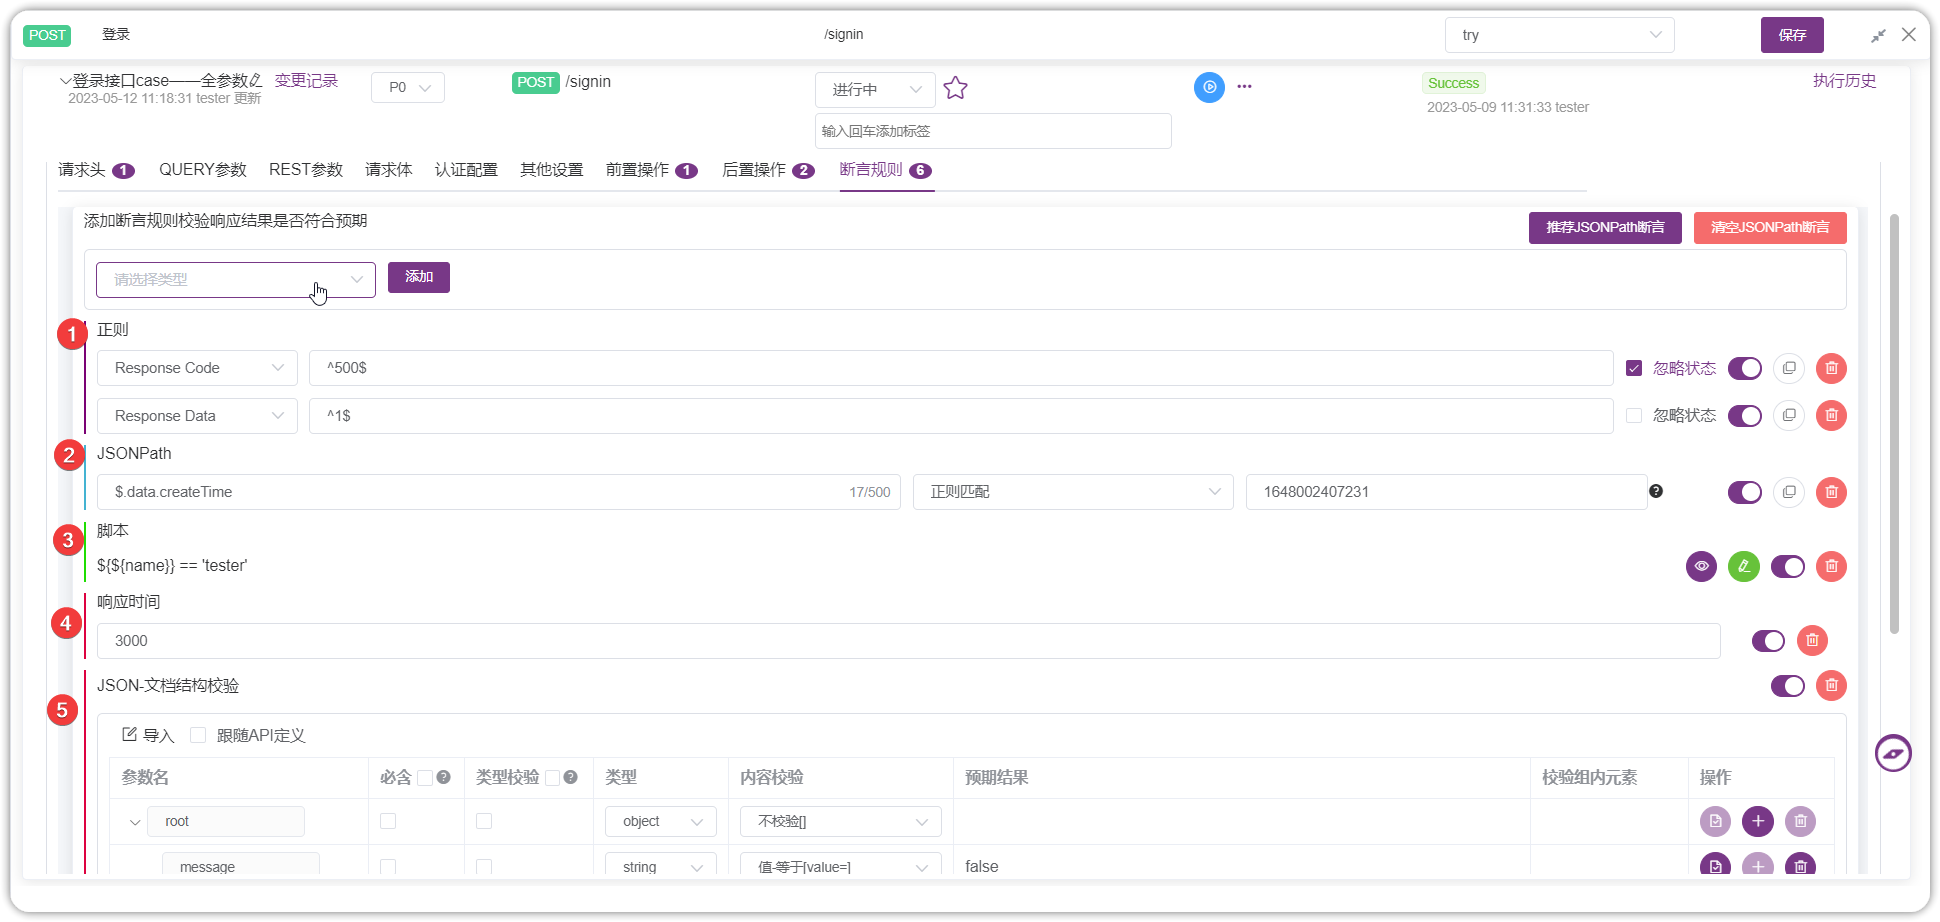 POST 登录 /signin try 保存
登录接口case——全参数 变更记录 P0 POST /signin 进行中 Success 执行历史
2023-05-12 11:18:31 tester 更新 2023-05-09 11:31:33 tester
输入回车添加标签
请求头 1 QUERY参数 REST参数 请求体 认证配置 其他设置 前置操作 1 后置操作 2 断言规则 6
添加断言规则校验响应结果是否符合预期 推荐JSONPath断言 清空JSONPath断言
请选择类型 添加
1 正则
Response Code ^500$ 忽略状态
Response Data ^1$ 忽略状态
2 JSONPath
$.data.createTime 17/500 正则匹配 1648002407231
3 脚本
${${name}} == 'tester'
4 响应时间
3000
5 JSON-文档结构校验
导入 跟随API定义
参数名 必含 类型校验 类型 内容校验 预期结果 校验组内元素 操作
root object 不校验[]
message string 值-等于[value=] false